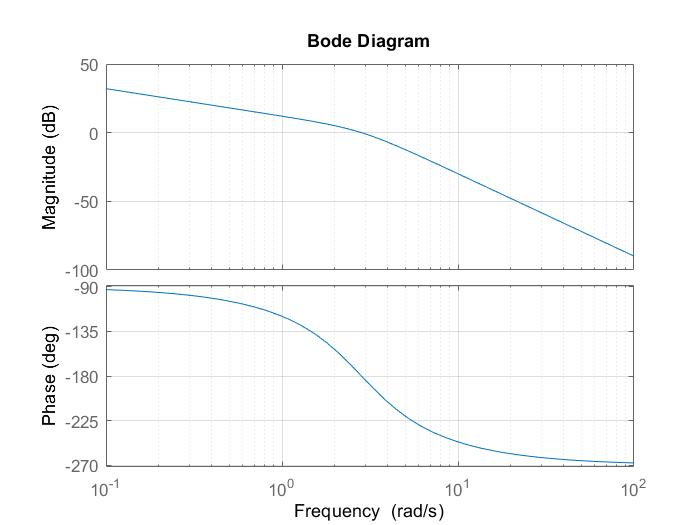 Bode Diagram
50
0
-50
-100
Magnitude (dB)
-90
-135
-180
-225
-270
Phase (deg)
10^-1 10^0 10^1 10^2
Frequency (rad/s)